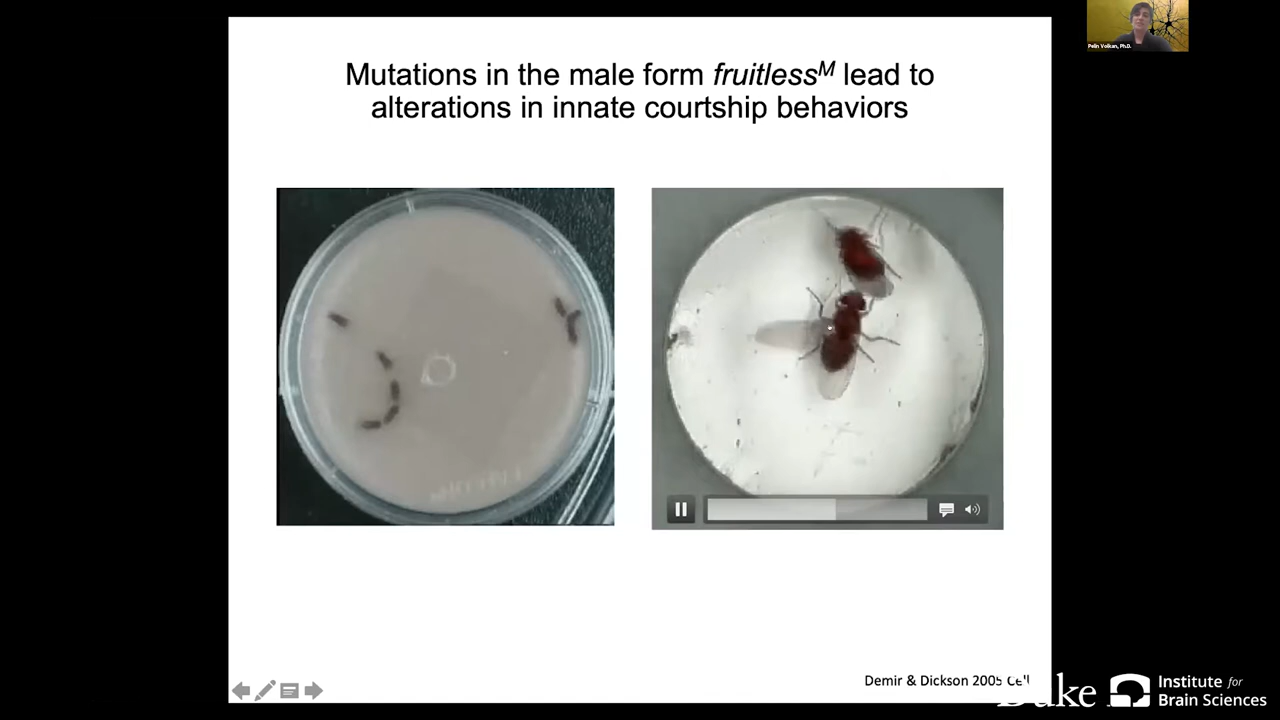 Pelin Volkan, Ph.D.
Mutations in the male form fruitlessᴹ lead to
alterations in innate courtship behaviors
Demir & Dickson 2005 Cell
Duke
Institute for
Brain Sciences